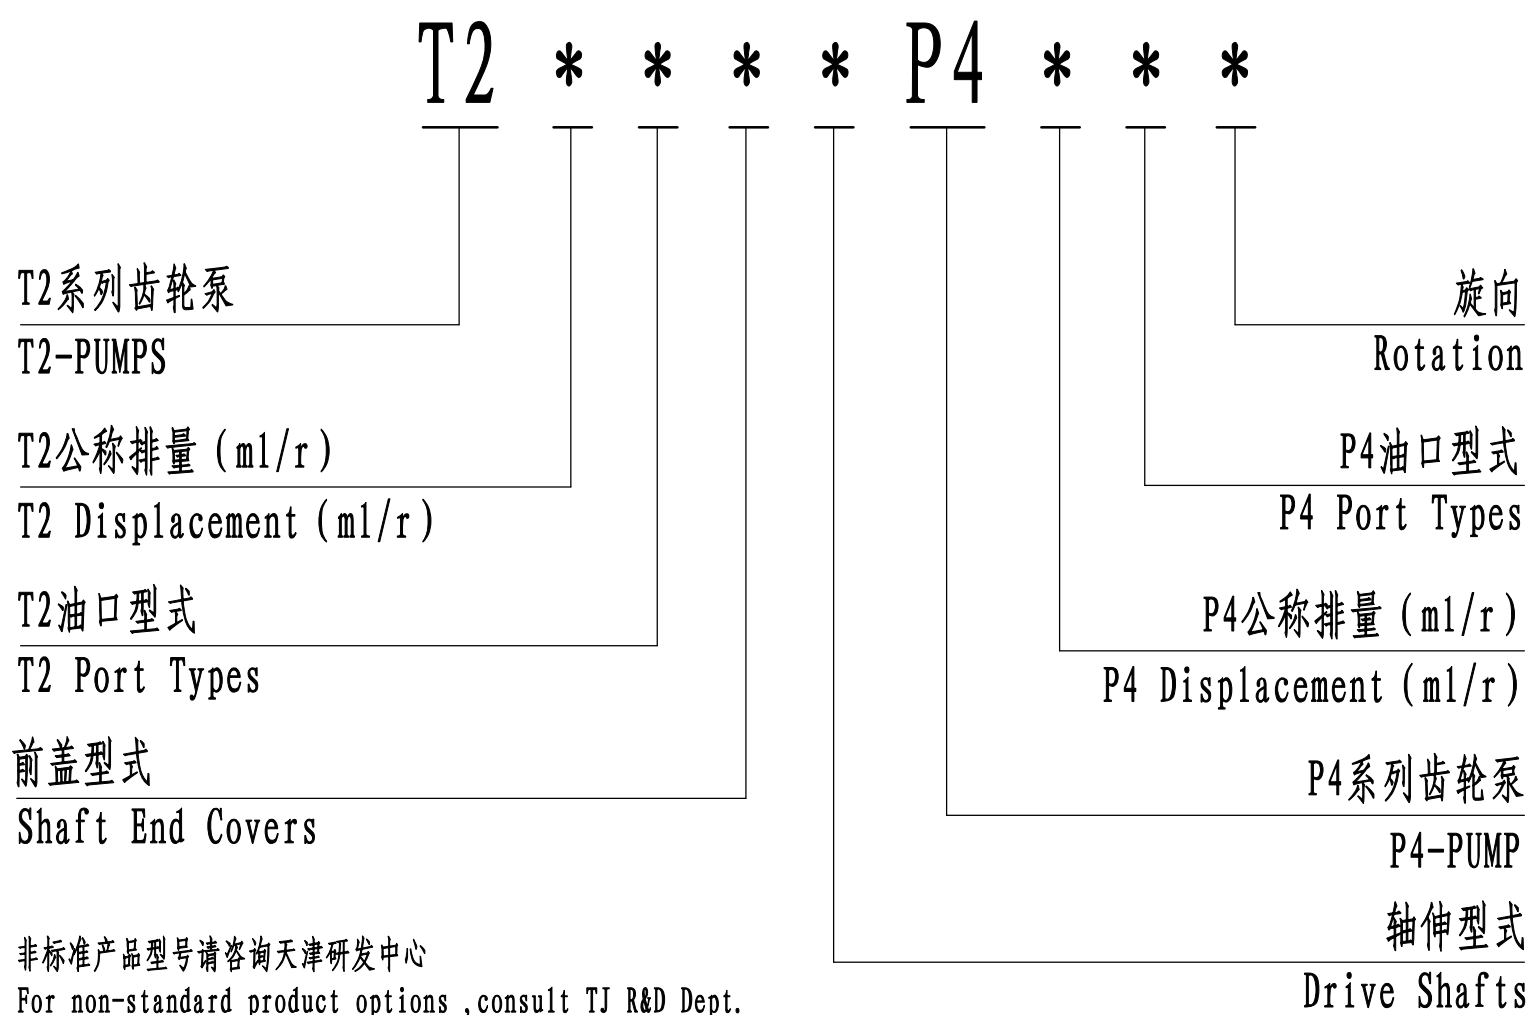 T2 * * * * P4 * * *
T2系列齿轮泵
T2-PUMPS
T2公称排量(ml/r)
T2 Displacement(ml/r)
T2油口型式
T2 Port Types
前盖型式
Shaft End Covers
旋向
Rotation
P4油口型式
P4 Port Types
P4公称排量(ml/r)
P4 Displacement(ml/r)
P4系列齿轮泵
P4-PUMP
轴伸型式
Drive Shafts
非标准产品型号请咨询天津研发中心
For non-standard product options ,consult TJ R&D Dept.